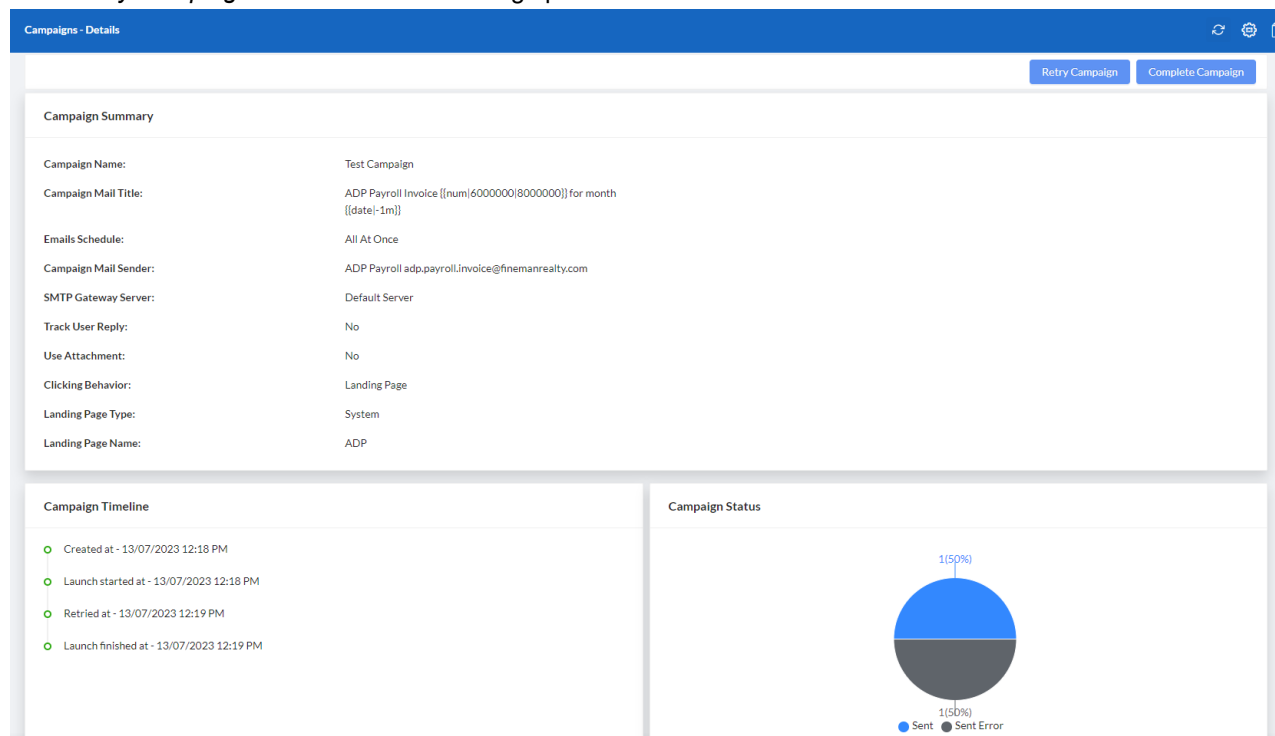 Campaigns - Details
Retry Campaign
Complete Campaign
Campaign Summary
Campaign Name: Test Campaign
Campaign Mail Title: ADP Payroll Invoice {{num|6000000|8000000}} for month
{{date|-1m}}
Emails Schedule: All At Once
Campaign Mail Sender: ADP Payroll adp.payroll.invoice@finemanrealty.com
SMTP Gateway Server: Default Server
Track User Reply: No
Use Attachment: No
Clicking Behavior: Landing Page
Landing Page Type: System
Landing Page Name: ADP
Campaign Timeline
Created at - 13/07/2023 12:18 PM
Launch started at - 13/07/2023 12:18 PM
Retried at - 13/07/2023 12:19 PM
Launch finished at - 13/07/2023 12:19 PM
Campaign Status
1(50%)
1(50%)
Sent Sent Error